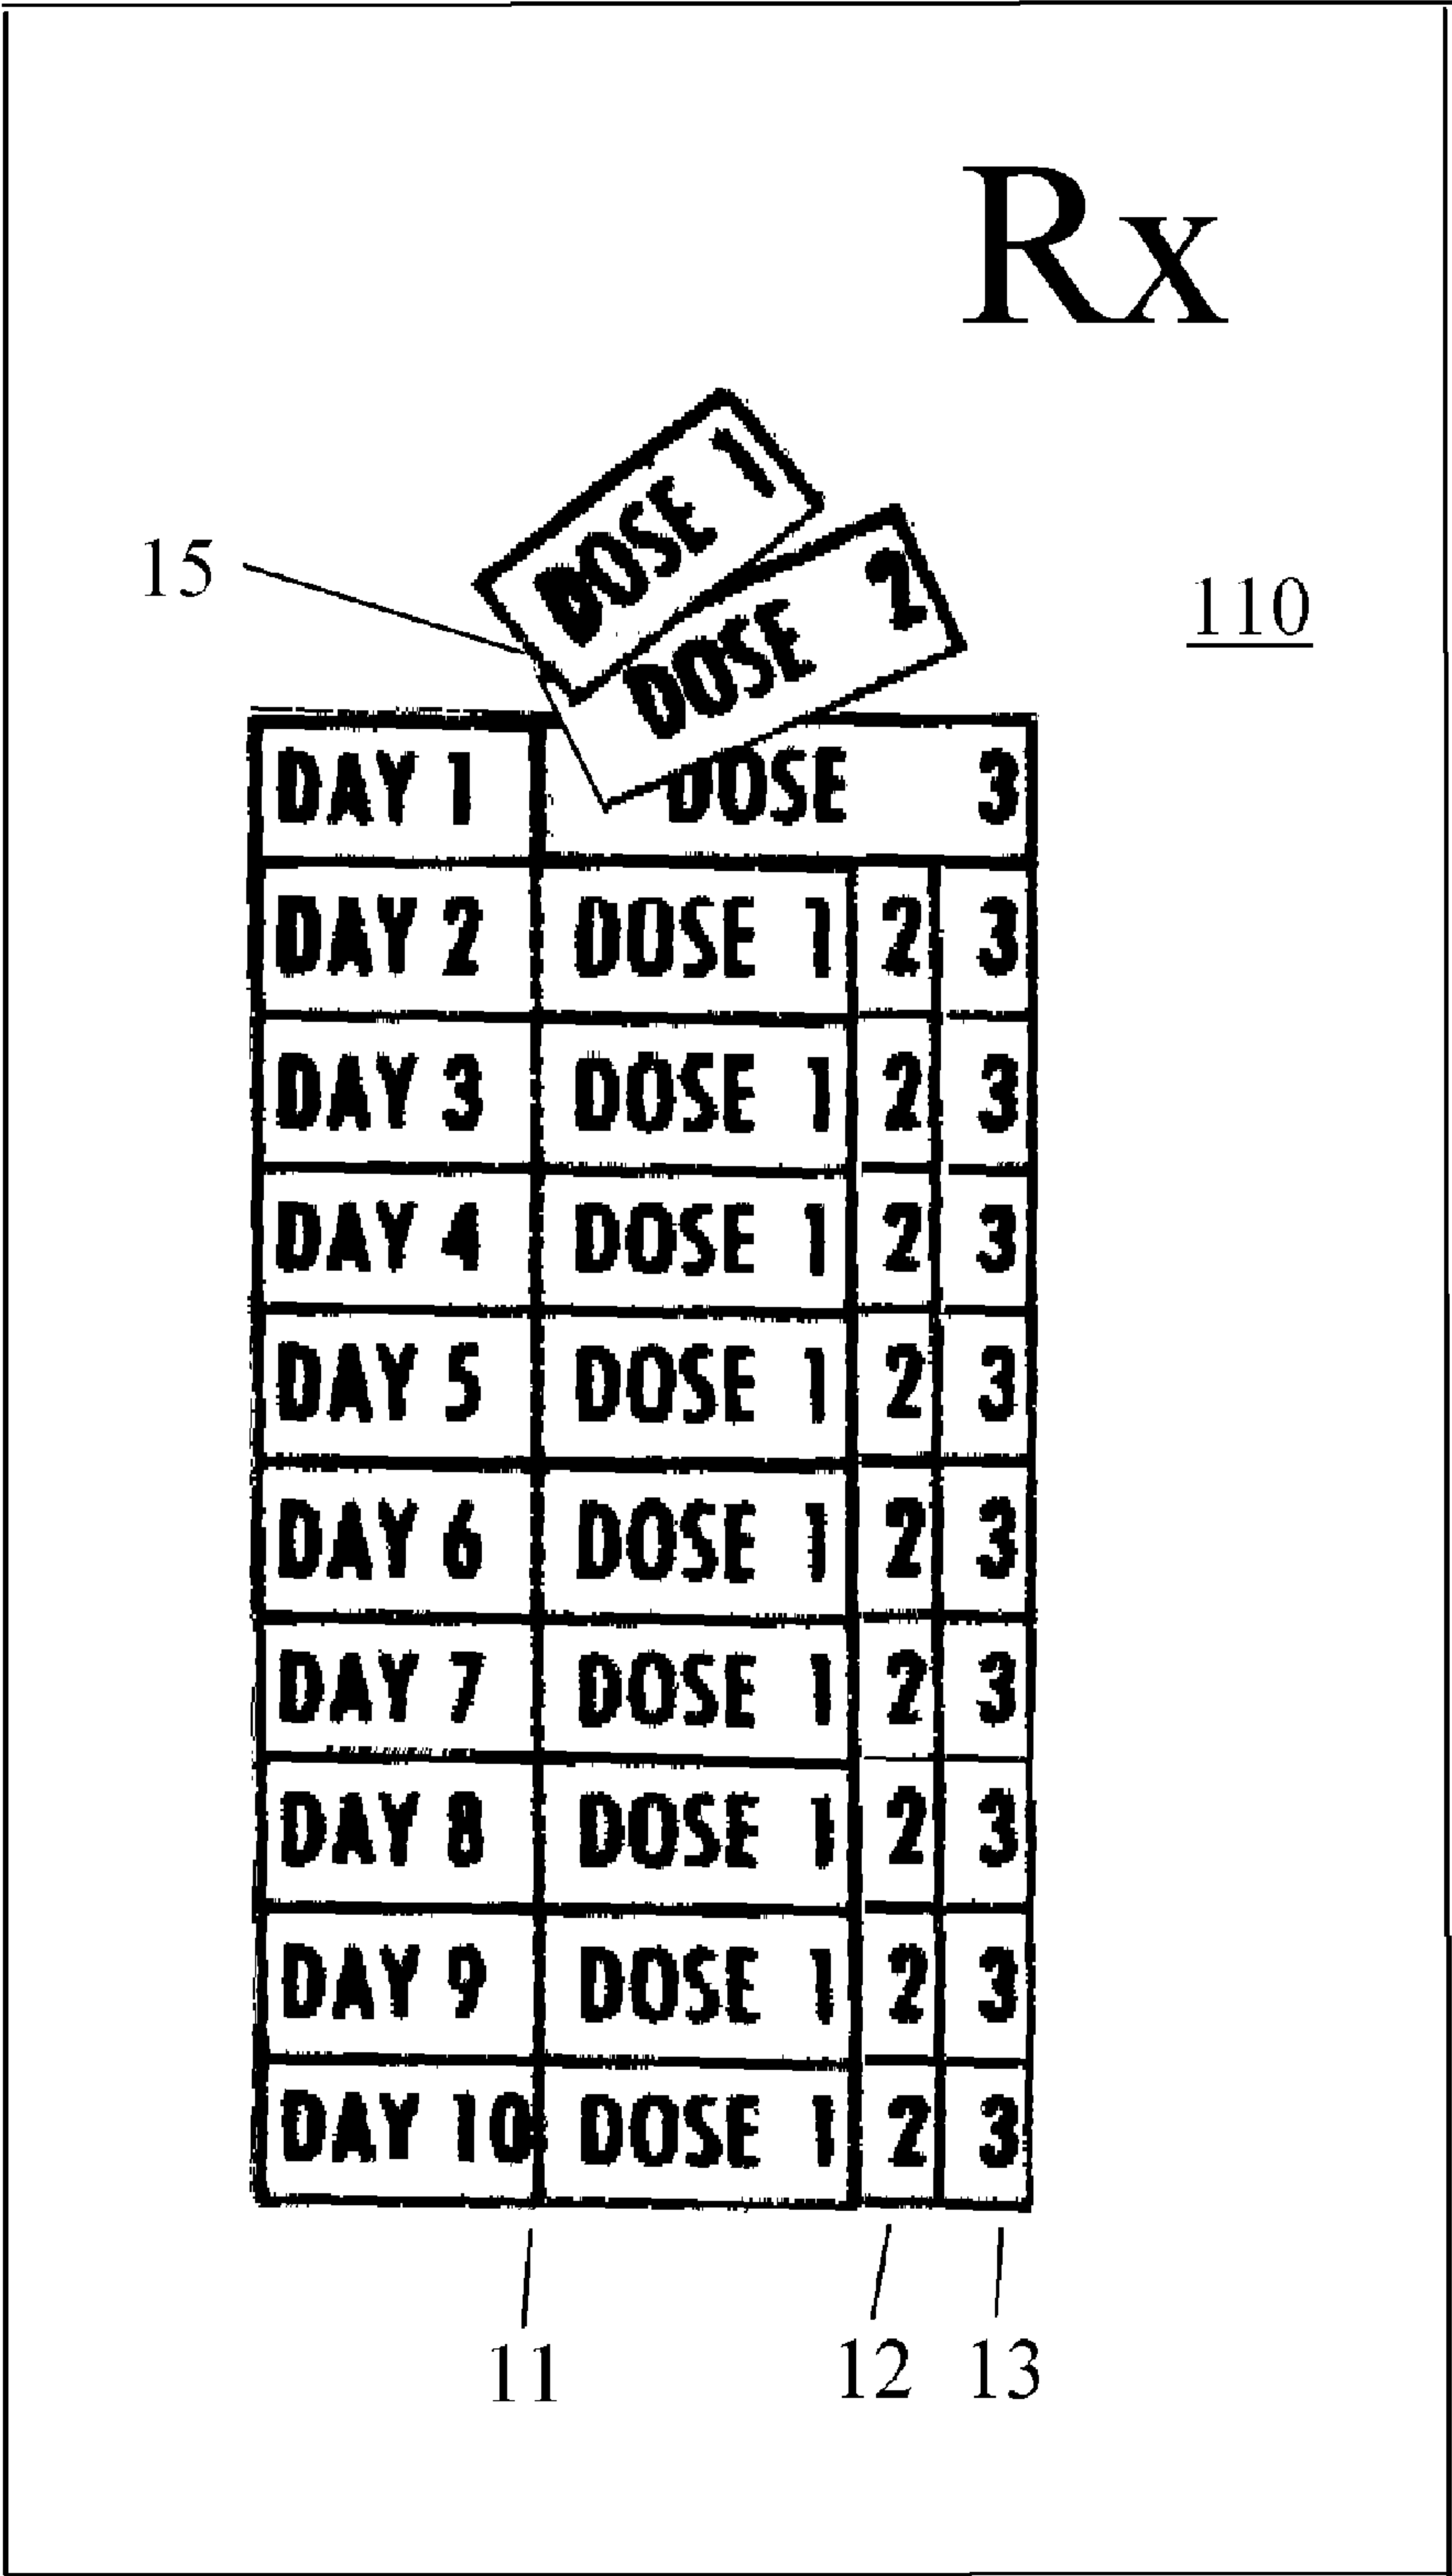 Rx
DOSE 1
15
DOSE 2
110
DAY 1 DOSE 3
DAY 2 DOSE 1 2 3
DAY 3 DOSE 1 2 3
DAY 4 DOSE 1 2 3
DAY 5 DOSE 1 2 3
DAY 6 DOSE 1 2 3
DAY 7 DOSE 1 2 3
DAY 8 DOSE 1 2 3
DAY 9 DOSE 1 2 3
DAY 10 DOSE 1 2 3
11 12 13